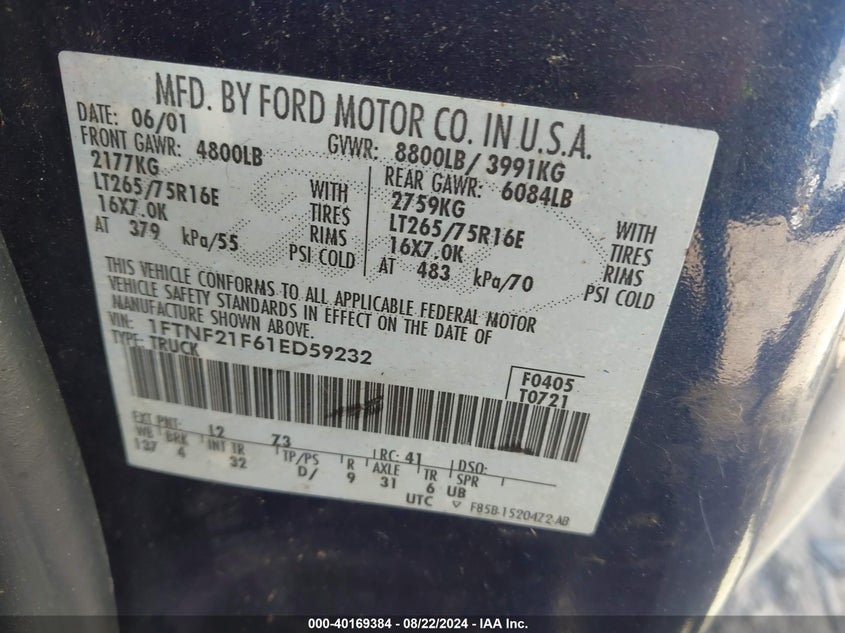 MFD. BY FORD MOTOR CO. IN U.S.A.
DATE: 06/01 GVWR: 8800LB/ 3991KG
FRONT GAWR: 4800LB REAR GAWR: 6084LB
2177KG 2759KG
LT265/75R16E WITH TIRES LT265/75R16E WITH TIRES
16X7.0K RIMS 16X7.0K RIMS
AT 379 kPa/55 PSI COLD AT 483 kPa/70 PSI COLD
THIS VEHICLE CONFORMS TO ALL APPLICABLE FEDERAL MOTOR
VEHICLE SAFETY STANDARDS IN EFFECT ON THE DATE OF
MANUFACTURE SHOWN ABOVE.
VIN: 1FTNF21F61ED59232
TYPE: TRUCK
F0405
T0721
EXT PNT: L2 Z3 RC: 41 DSO:
WB BRK INT TR TP/PS R AXLE TR SPR
137 4 32 D/ 9 31 6 UB
UTC F85B-15204Z2-AB
000-40169384 - 08/22/2024 - IAA Inc.